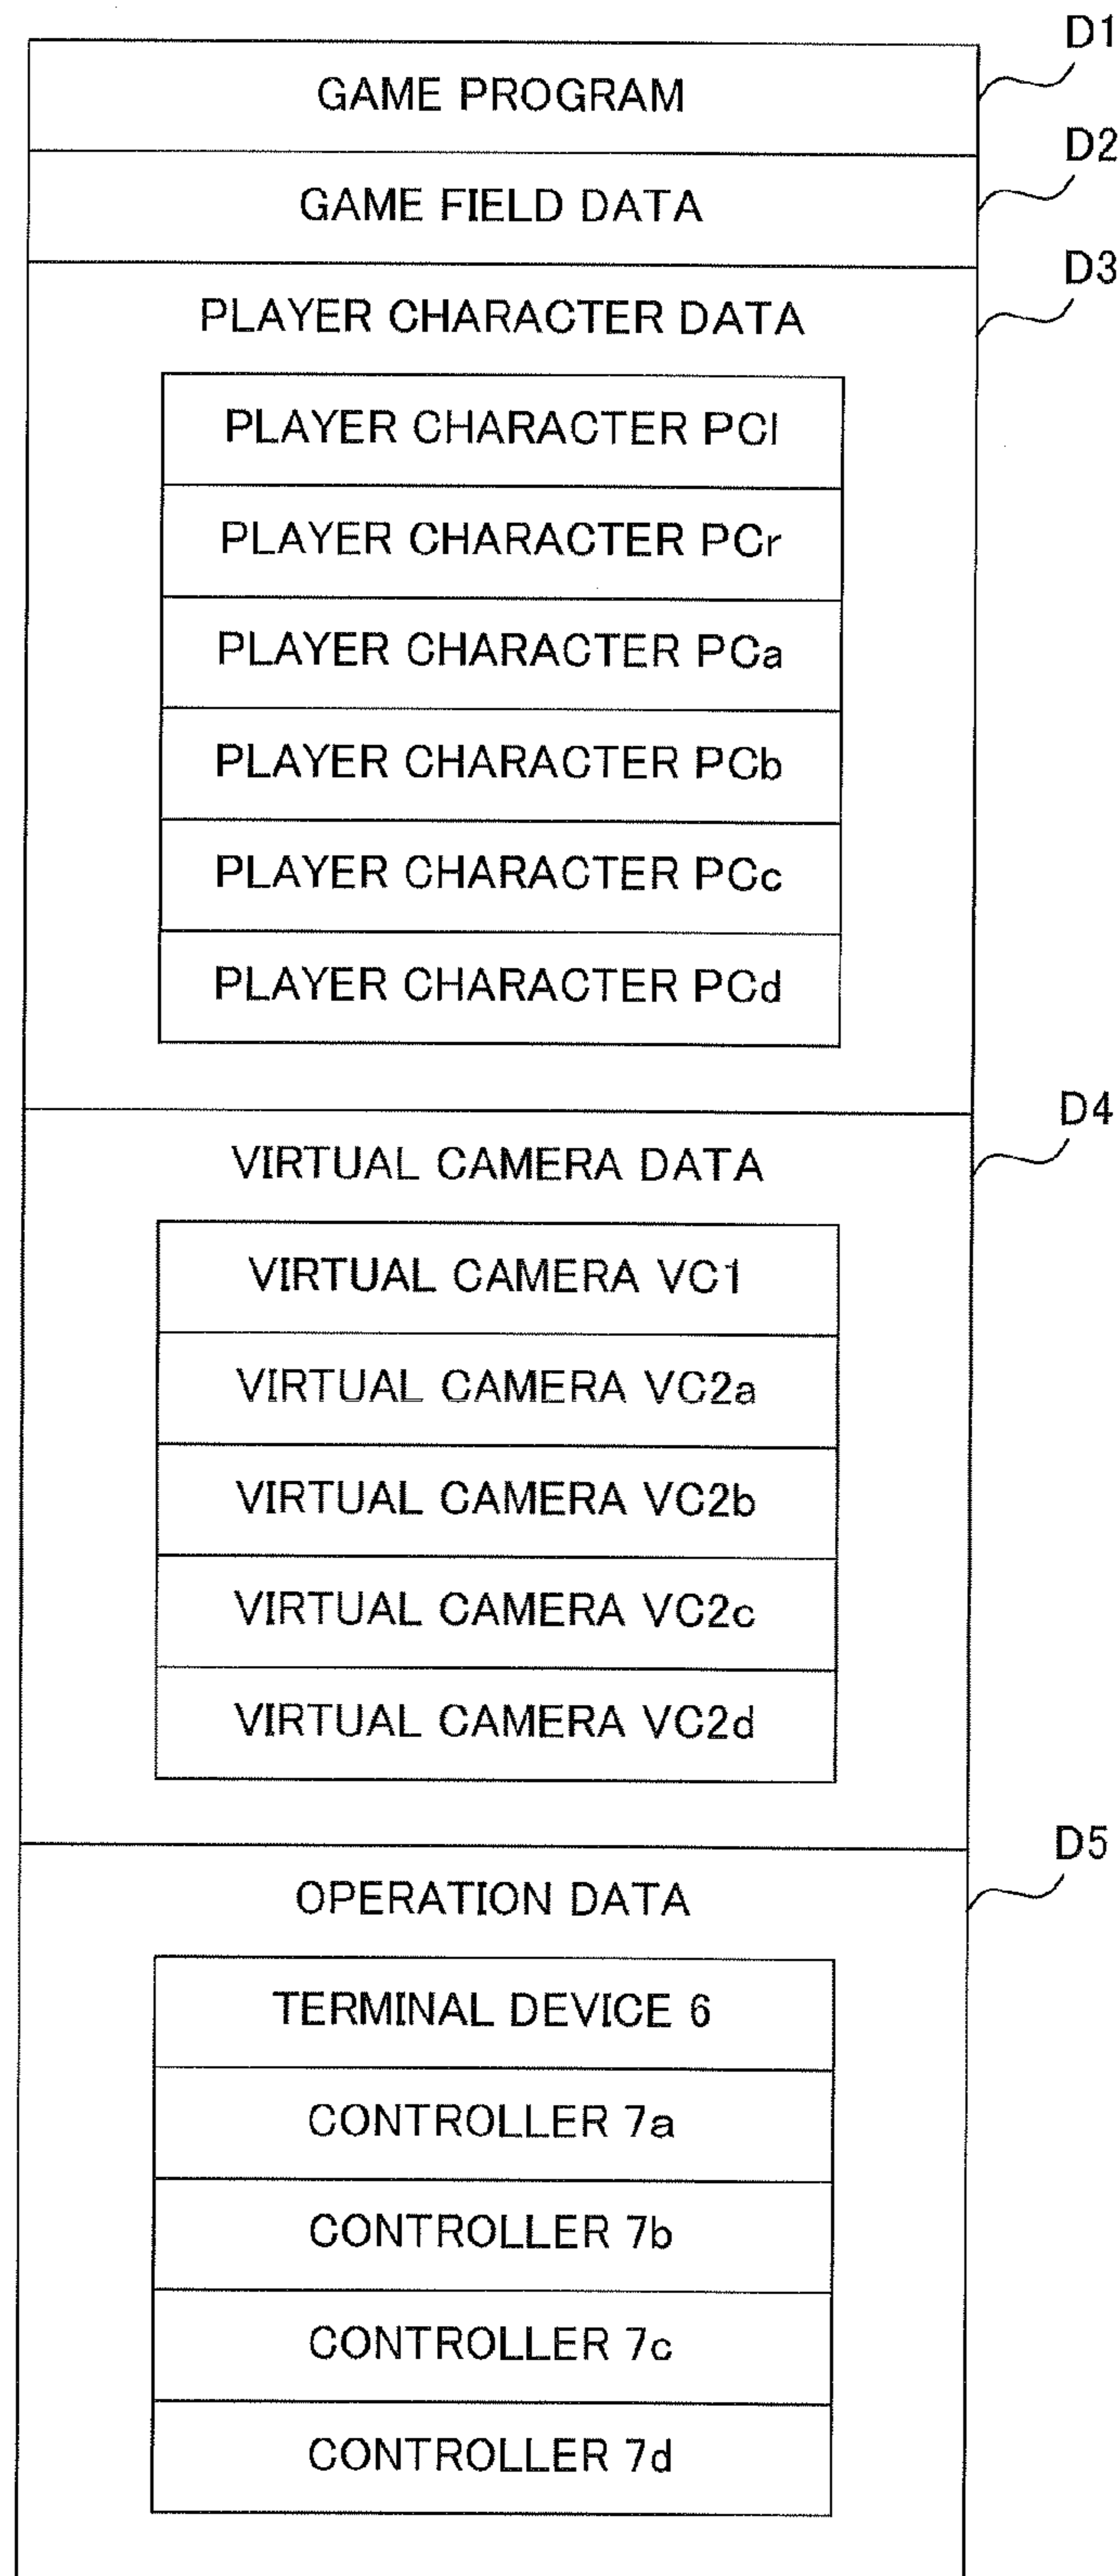 GAME PROGRAM D1
GAME FIELD DATA D2
PLAYER CHARACTER DATA D3
PLAYER CHARACTER PCl
PLAYER CHARACTER PCr
PLAYER CHARACTER PCa
PLAYER CHARACTER PCb
PLAYER CHARACTER PCc
PLAYER CHARACTER PCd
VIRTUAL CAMERA DATA D4
VIRTUAL CAMERA VC1
VIRTUAL CAMERA VC2a
VIRTUAL CAMERA VC2b
VIRTUAL CAMERA VC2c
VIRTUAL CAMERA VC2d
OPERATION DATA D5
TERMINAL DEVICE 6
CONTROLLER 7a
CONTROLLER 7b
CONTROLLER 7c
CONTROLLER 7d